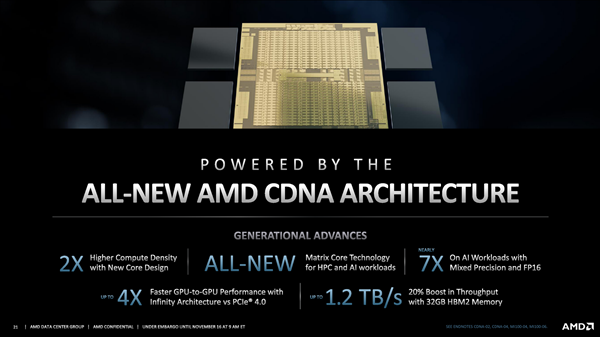 POWERED BY THE
ALL-NEW AMD CDNA ARCHITECTURE
GENERATIONAL ADVANCES
2X Higher Compute Density
with New Core Design
ALL-NEW Matrix Core Technology
for HPC and AI workloads
NEARLY
7X On AI Workloads with
Mixed Precision and FP16
UP TO 4X Faster GPU-to-GPU Performance with
Infinity Architecture vs PCIe® 4.0
UP TO 1.2 TB/s 20% Boost in Throughput
with 32GB HBM2 Memory
21 | AMD DATA CENTER GROUP | AMD CONFIDENTIAL | UNDER EMBARGO UNTIL NOVEMBER 16 AT 9 AM ET
SEE ENDNOTES
AMD